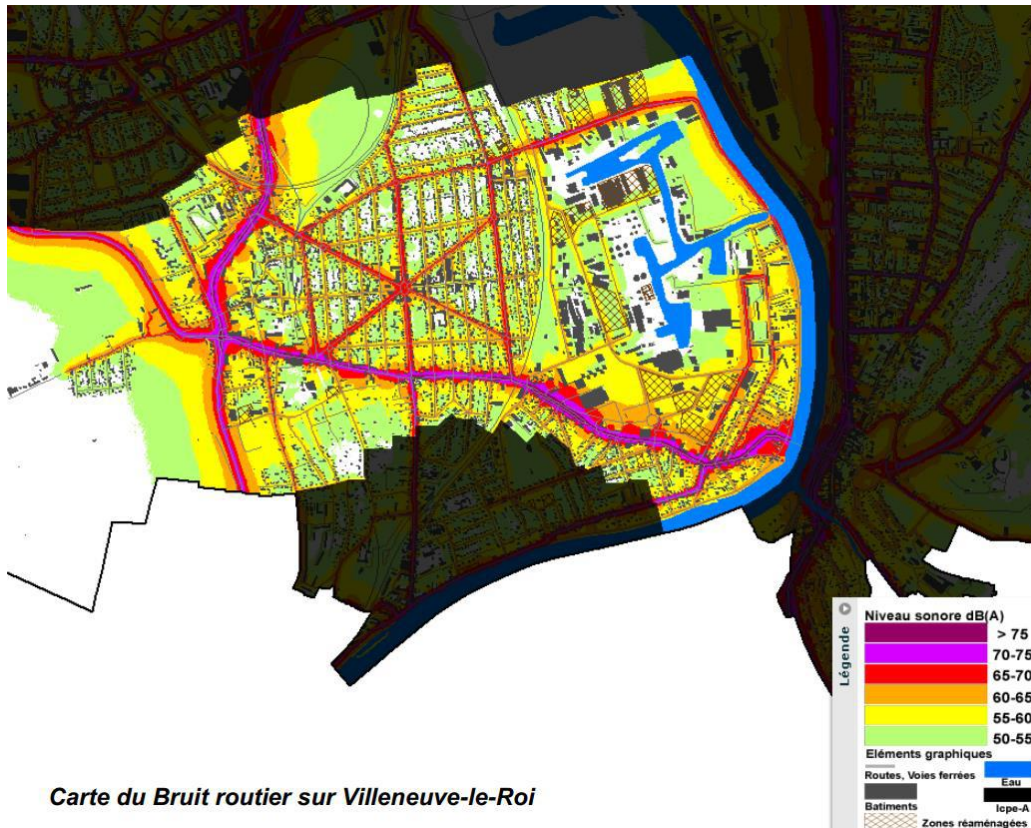 Légende
Niveau sonore dB(A)
> 75
70-75
65-70
60-65
55-60
50-55
Eléments graphiques
Routes, Voies ferrées
Eau
Batiments
Icpe-A
Zones réaménagées
Carte du Bruit routier sur Villeneuve-le-Roi